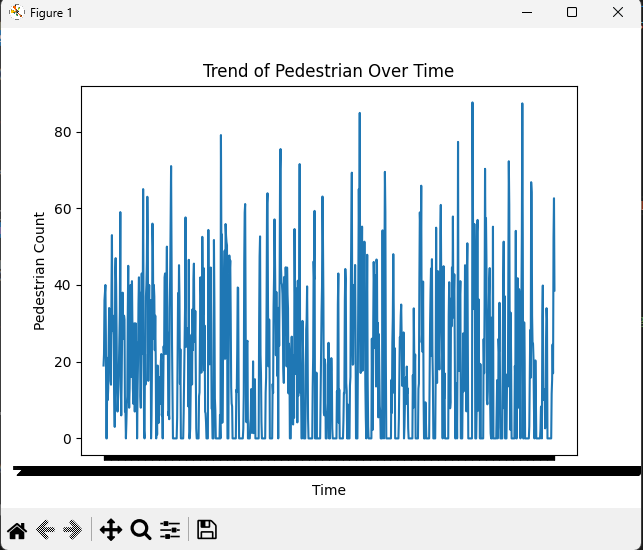 Figure 1
Trend of Pedestrian Over Time
80
60
40
20
0
Pedestrian Count
Time